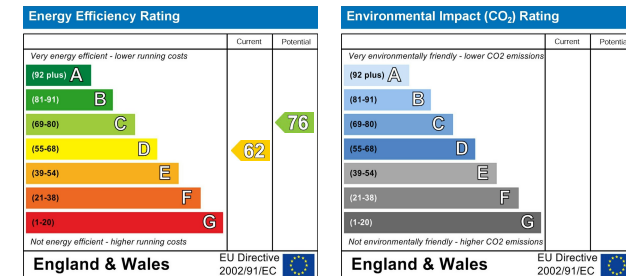 Energy Efficiency Rating
Current Potential
Very energy efficient - lower running costs
(92 plus) A
(81-91) B
(69-80) C
76
(55-68) D
62
(39-54) E
(21-38) F
(1-20) G
Not energy efficient - higher running costs
England & Wales
EU Directive
2002/91/EC
Environmental Impact (CO₂) Rating
Current Potential
Very environmentally friendly - lower CO2 emissions
(92 plus) A
(81-91) B
(69-80) C
(55-68) D
(39-54) E
(21-38) F
(1-20) G
Not environmentally friendly - higher CO2 emissions
England & Wales
EU Directive
2002/91/EC